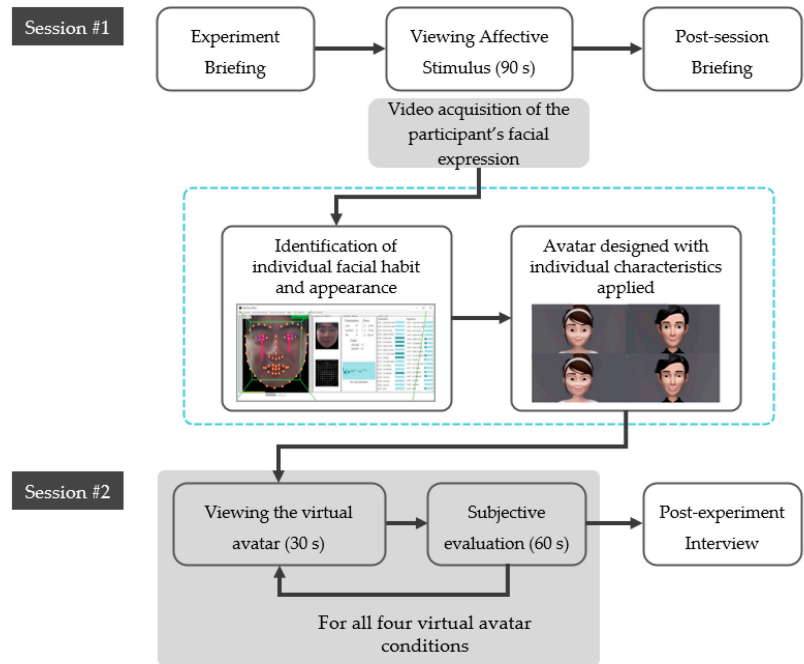 Session #1
Experiment
Briefing
Viewing Affective
Stimulus (90 s)
Post-session
Briefing
Video acquisition of the
participant's facial
expression
Identification of
individual facial habit
and appearance
Avatar designed with
individual characteristics
applied
Session #2
Viewing the virtual
avatar (30 s)
Subjective
evaluation (60 s)
Post-experiment
Interview
For all four virtual avatar
conditions